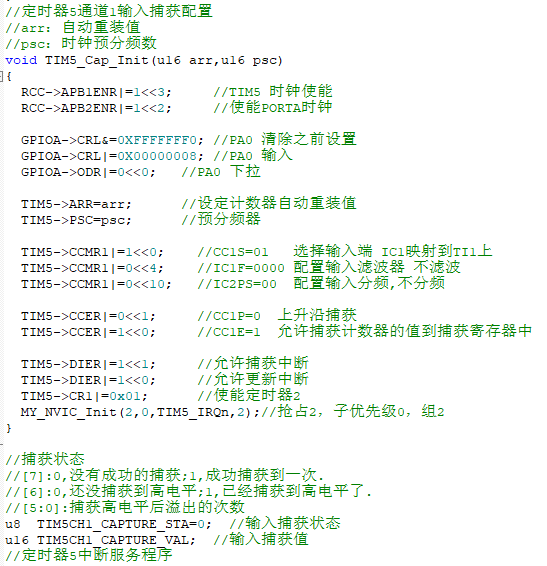 //定时器5通道1输入捕获配置
//arr: 自动重装值
//psc: 时钟预分频数
void TIM5_Cap_Init(u16 arr,u16 psc)
{
RCC->APB1ENR|=1<<3; //TIM5 时钟使能
RCC->APB2ENR|=1<<2; //使能PORTA时钟
GPIOA->CRL&=0XFFFFFFF0; //PA0 清除之前设置
GPIOA->CRL|=0X00000008; //PA0 输入
GPIOA->ODR|=0<<0; //PA0 下拉
TIM5->ARR=arr; //设定计数器自动重装值
TIM5->PSC=psc; //预分频器
TIM5->CCMR1|=1<<0; //CC1S=01 选择输入端 IC1映射到TI1上
TIM5->CCMR1|=0<<4; //IC1F=0000 配置输入滤波器 不滤波
TIM5->CCMR1|=0<<10; //IC2PS=00 配置输入分频,不分频
TIM5->CCER|=0<<1; //CC1P=0 上升沿捕获
TIM5->CCER|=1<<0; //CC1E=1 允许捕获计数器的值到捕获寄存器中
TIM5->DIER|=1<<1; //允许捕获中断
TIM5->DIER|=1<<0; //允许更新中断
TIM5->CR1|=0x01; //使能定时器2
MY_NVIC_Init(2,0,TIM5_IRQn,2);//抢占2，子优先级0，组2
}
//捕获状态
//[7]:0,没有成功的捕获;1,成功捕获到一次.
//[6]:0,还没捕获到高电平;1,已经捕获到高电平了.
//[5:0]:捕获高电平后溢出的次数
u8 TIM5CH1_CAPTURE_STA=0; //输入捕获状态
u16 TIM5CH1_CAPTURE_VAL; //输入捕获值
//定时器5中断服务程序